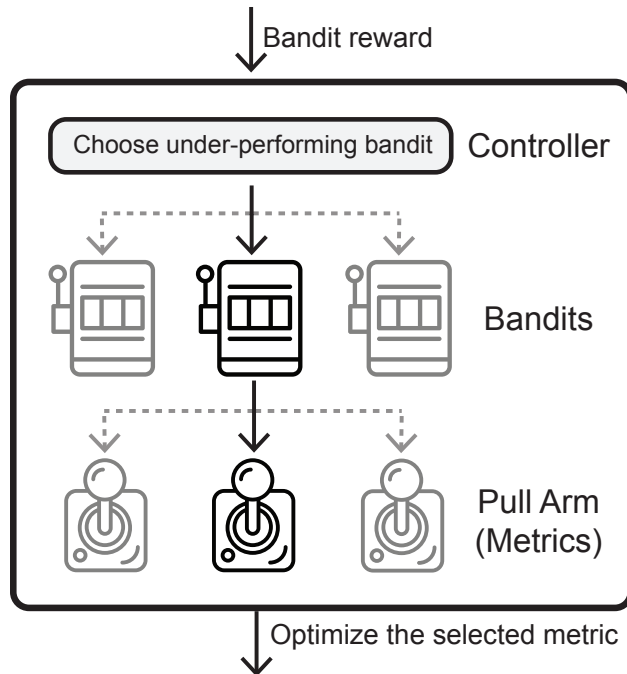 Bandit reward
Choose under-performing bandit
Controller
Bandits
Pull Arm
(Metrics)
Optimize the selected metric